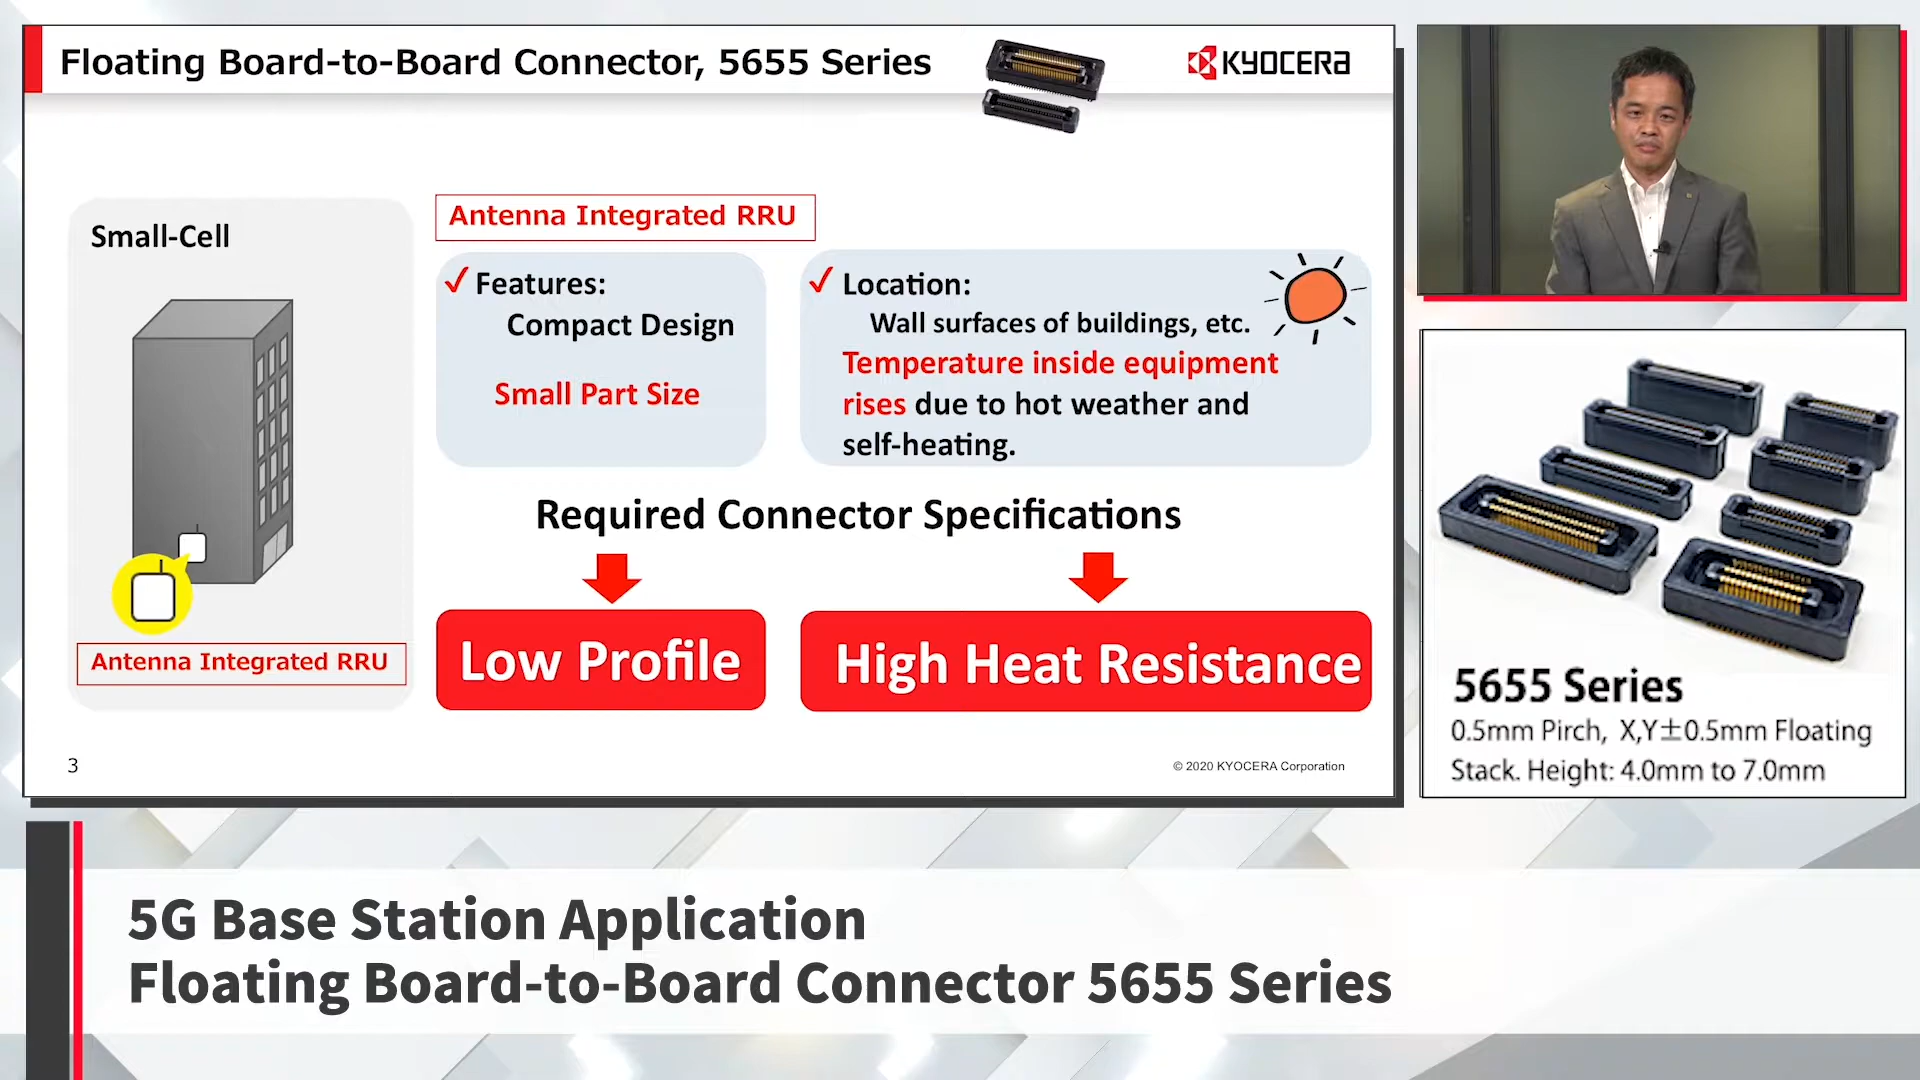 Floating Board-to-Board Connector, 5655 Series
KYOCERA
Small-Cell
Antenna Integrated RRU
Antenna Integrated RRU
✓ Features:
Compact Design
Small Part Size
✓ Location:
Wall surfaces of buildings, etc.
Temperature inside equipment
rises due to hot weather and
self-heating.
Required Connector Specifications
Low Profile
High Heat Resistance
3
© 2020 KYOCERA Corporation
5655 Series
0.5mm Pirch, X,Y±0.5mm Floating
Stack. Height: 4.0mm to 7.0mm
5G Base Station Application
Floating Board-to-Board Connector 5655 Series